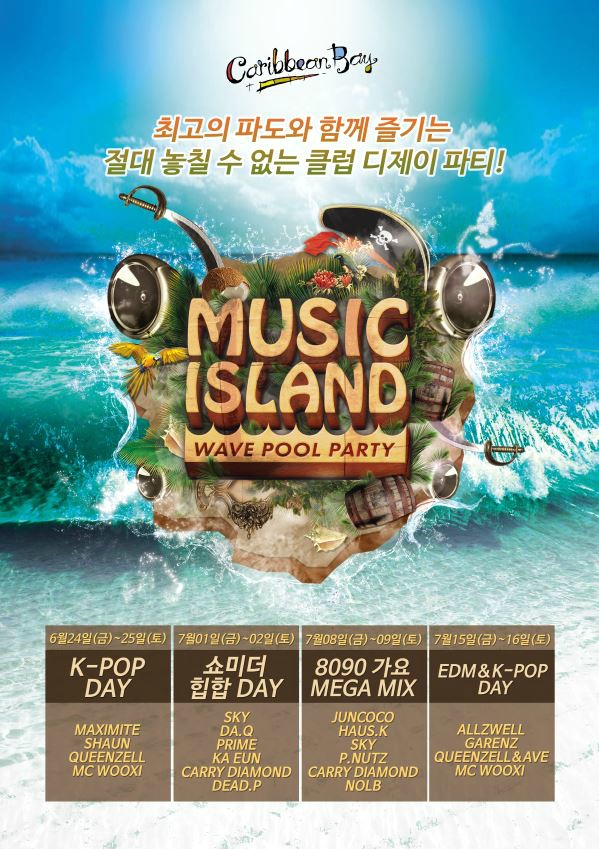 Caribbean Bay
최고의 파도와 함께 즐기는
절대 놓칠 수 없는 클럽 디제이 파티!
MUSIC
ISLAND
WAVE POOL PARTY
6월24일(금)~25일(토)
K-POP
DAY
MAXIMITE
SHAUN
QUEENZELL
MC WOOXI
7월01일(금)~02일(토)
쇼미더
힙합 DAY
SKY
DA.Q
PRIME
KA EUN
CARRY DIAMOND
DEAD.P
7월08일(금)~09일(토)
8090 가요
MEGA MIX
JUNCOCO
HAUS.K
SKY
P.NUTZ
CARRY DIAMOND
NOLB
7월15일(금)~16일(토)
EDM&K-POP
DAY
ALLZWELL
GARENZ
QUEENZELL&AVE
MC WOOXI